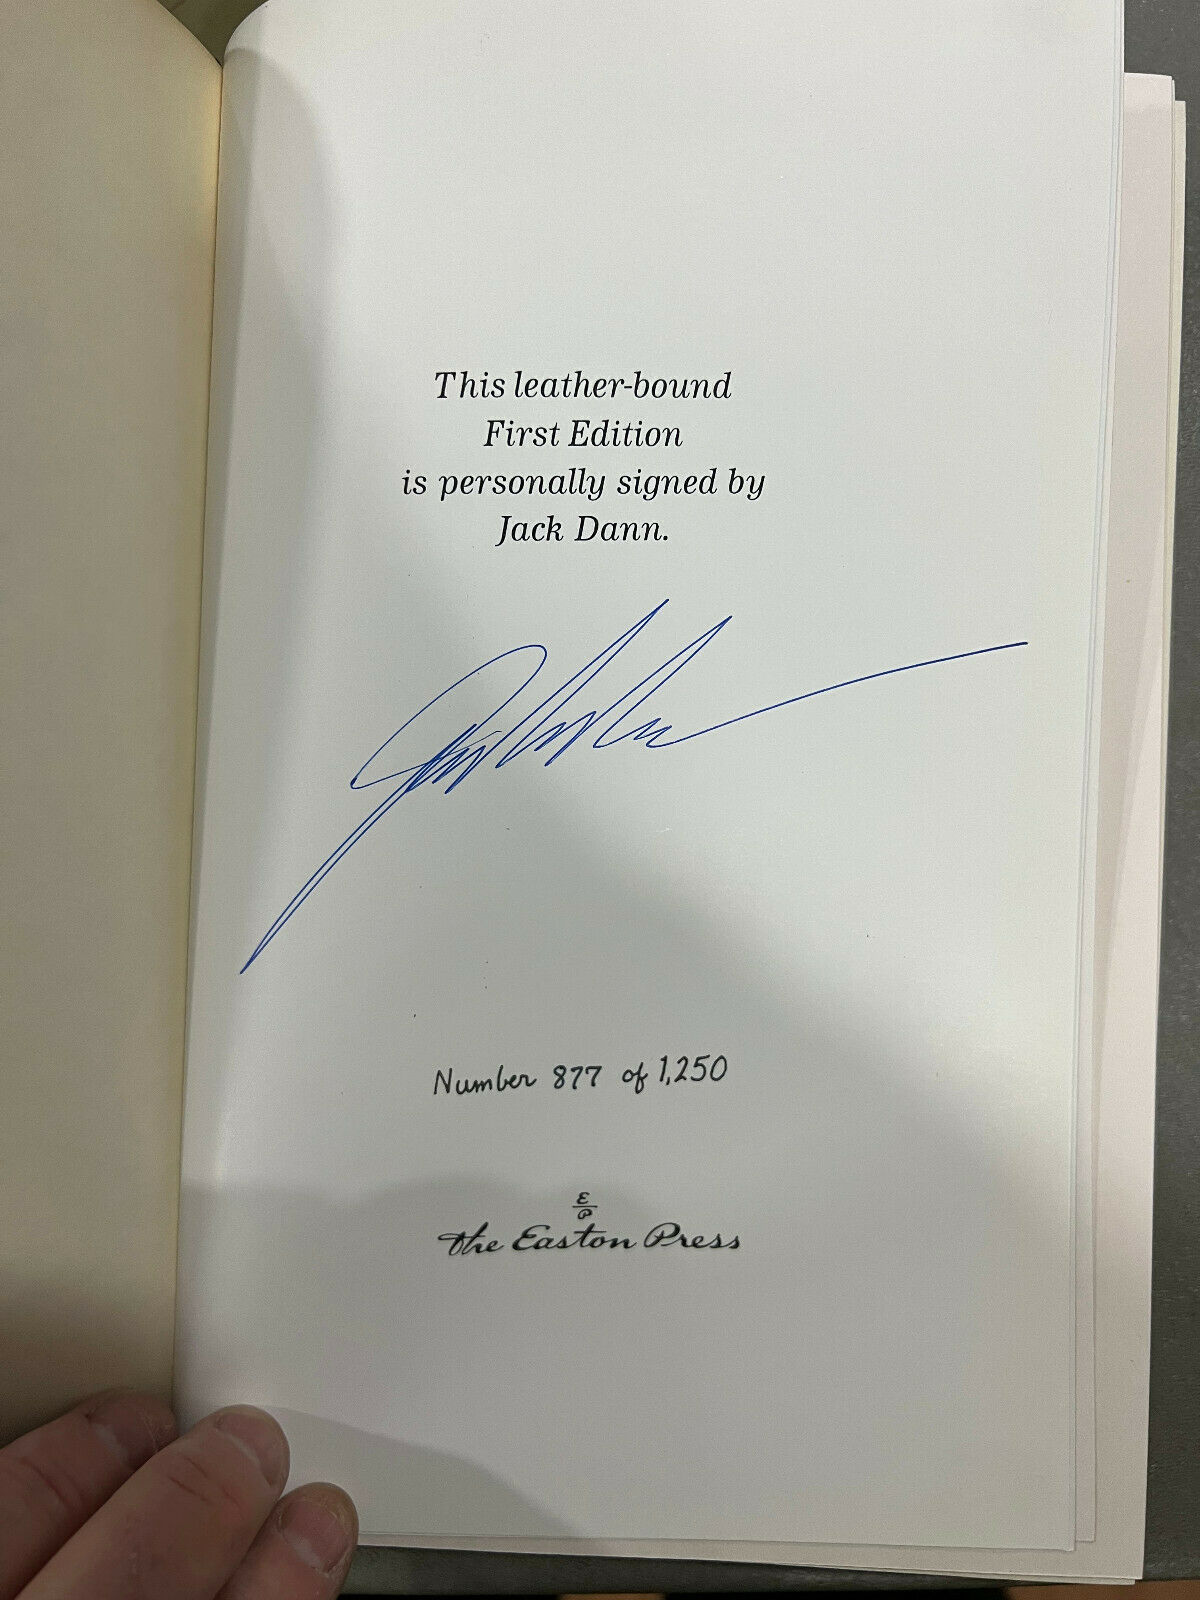 This leather-bound
First Edition
is personally signed by
Jack Dann.
Number 877 of 1,250
E
P
The Easton Press